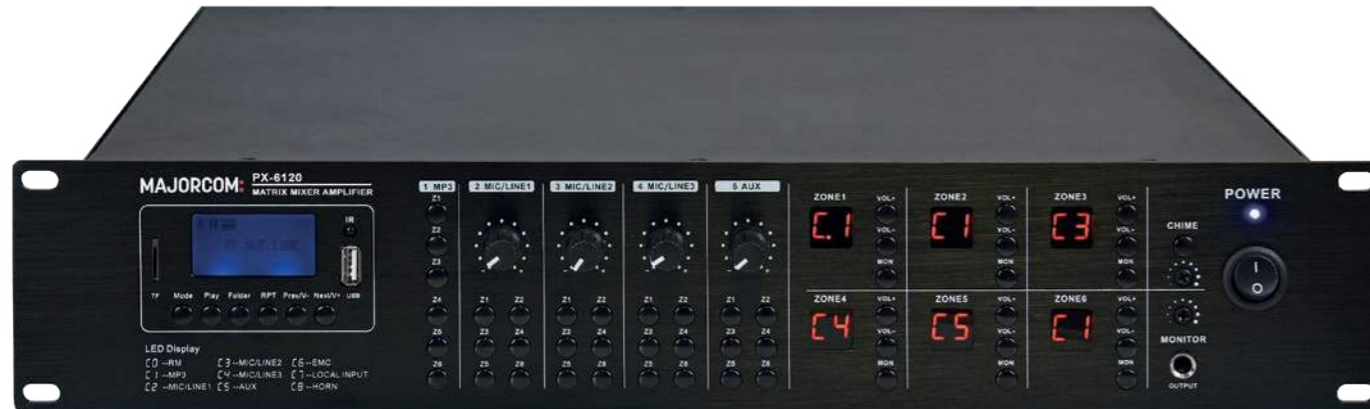 MAJORCOM: PX-6120
MATRIX MIXER AMPLIFIER
IR
TF
Mode Play Folder RPT Prev/V- Next/V+ USB
LED Display
C0 --RM C3 --MIC/LINE2 C6 --EMC
C1 --MP3 C4 --MIC/LINE3 C7 --LOCAL INPUT
C2 --MIC/LINE1 C5 --AUX C8 --HORN
1 MP3
Z1
Z2
Z3
Z4
Z5
Z6
2 MIC/LINE1
Z1 Z2
Z3 Z4
Z5 Z6
3 MIC/LINE2
Z1 Z2
Z3 Z4
Z5 Z6
4 MIC/LINE3
Z1 Z2
Z3 Z4
Z5 Z6
5 AUX
Z1 Z2
Z3 Z4
Z5 Z6
ZONE1 VOL+
C.1 VOL-
MON
ZONE2 VOL+
C1 VOL-
MON
ZONE3 VOL+
C3 VOL-
MON
ZONE4 VOL+
C4 VOL-
MON
ZONE5 VOL+
C5 VOL-
MON
ZONE6 VOL+
C1 VOL-
MON
CHIME
MONITOR
OUTPUT
POWER
I
O